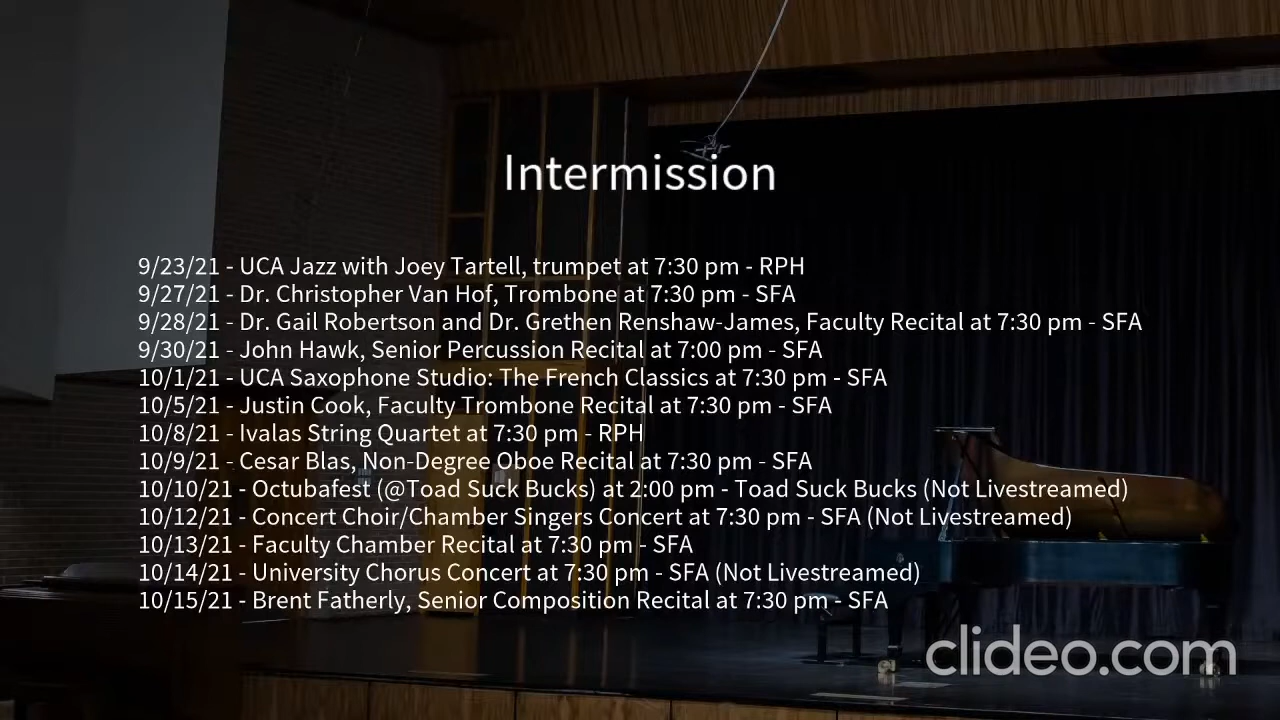 Intermission
9/23/21 - UCA Jazz with Joey Tartell, trumpet at 7:30 pm - RPH
9/27/21 - Dr. Christopher Van Hof, Trombone at 7:30 pm - SFA
9/28/21 - Dr. Gail Robertson and Dr. Grethen Renshaw-James, Faculty Recital at 7:30 pm - SFA
9/30/21 - John Hawk, Senior Percussion Recital at 7:00 pm - SFA
10/1/21 - UCA Saxophone Studio: The French Classics at 7:30 pm - SFA
10/5/21 - Justin Cook, Faculty Trombone Recital at 7:30 pm - SFA
10/8/21 - Ivalas String Quartet at 7:30 pm - RPH
10/9/21 - Cesar Blas, Non-Degree Oboe Recital at 7:30 pm - SFA
10/10/21 - Octubafest (@Toad Suck Bucks) at 2:00 pm - Toad Suck Bucks (Not Livestreamed)
10/12/21 - Concert Choir/Chamber Singers Concert at 7:30 pm - SFA (Not Livestreamed)
10/13/21 - Faculty Chamber Recital at 7:30 pm - SFA
10/14/21 - University Chorus Concert at 7:30 pm - SFA (Not Livestreamed)
10/15/21 - Brent Fatherly, Senior Composition Recital at 7:30 pm - SFA
clideo.com